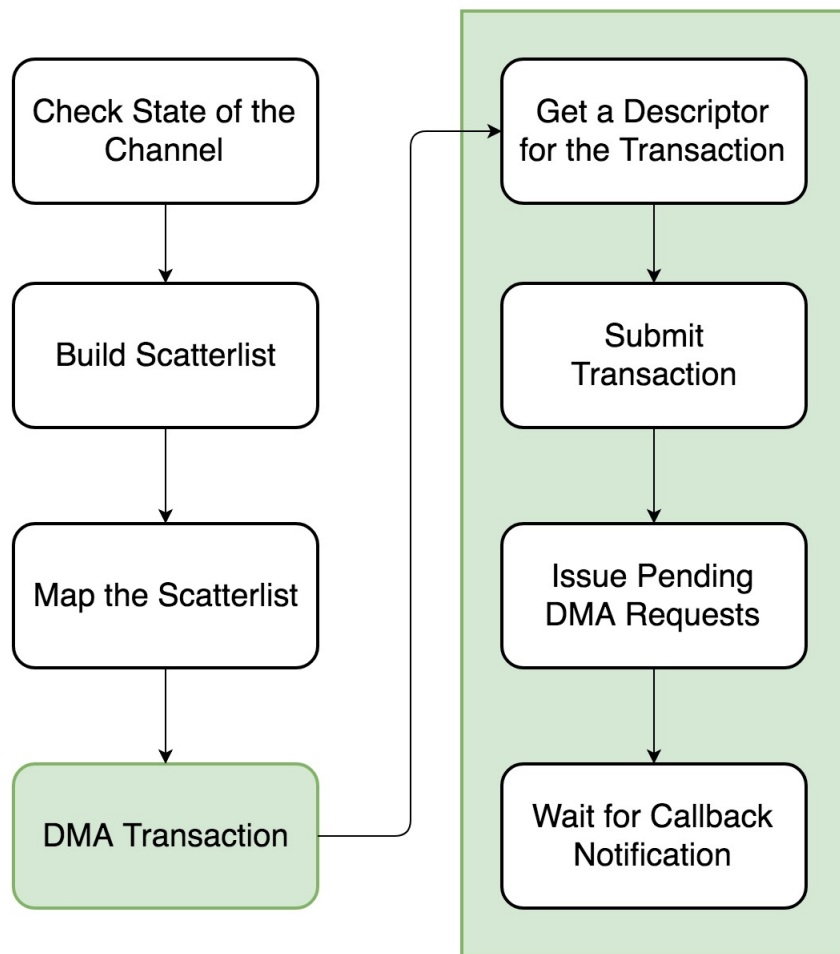 Check State of the
Channel
Build Scatterlist
Map the Scatterlist
DMA Transaction
Get a Descriptor
for the Transaction
Submit
Transaction
Issue Pending
DMA Requests
Wait for Callback
Notification